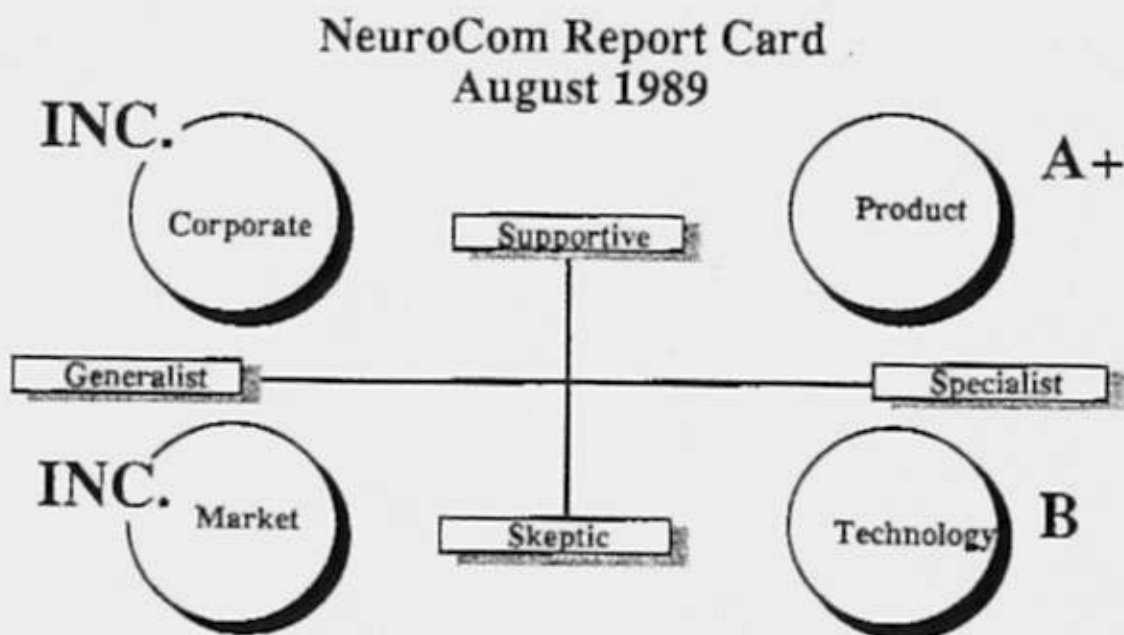 NeuroCom Report Card
August 1989
INC.
Corporate
Supportive
Product
A+
Generalist
Specialist
INC.
Market
Skeptic
Technology
B